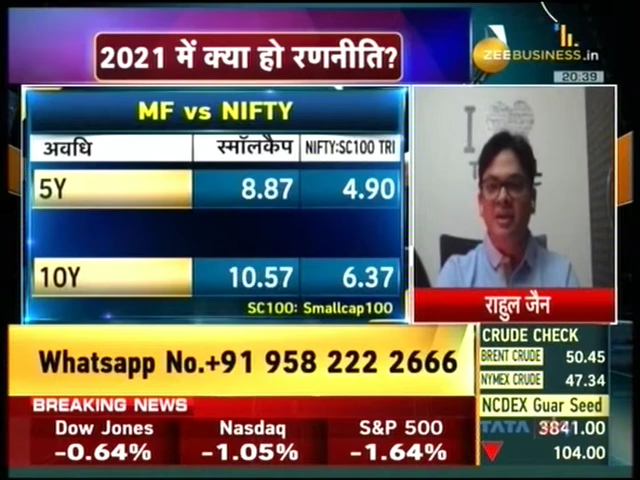 2021 में क्या हो रणनीति?
ZEEBUSINESS.in
20:39
MF vs NIFTY
अवधि स्मॉलकैप NIFTY:SC100 TRI
5Y 8.87 4.90
10Y 10.57 6.37
SC100: Smallcap100
राहुल जैन
Whatsapp No.+91 958 222 2666
CRUDE CHECK
BRENT CRUDE 50.45
NYMEX CRUDE 47.34
NCDEX Guar Seed
3841.00
104.00
BREAKING NEWS
Dow Jones Nasdaq S&P 500
-0.64% -1.05% -1.64%
TATA